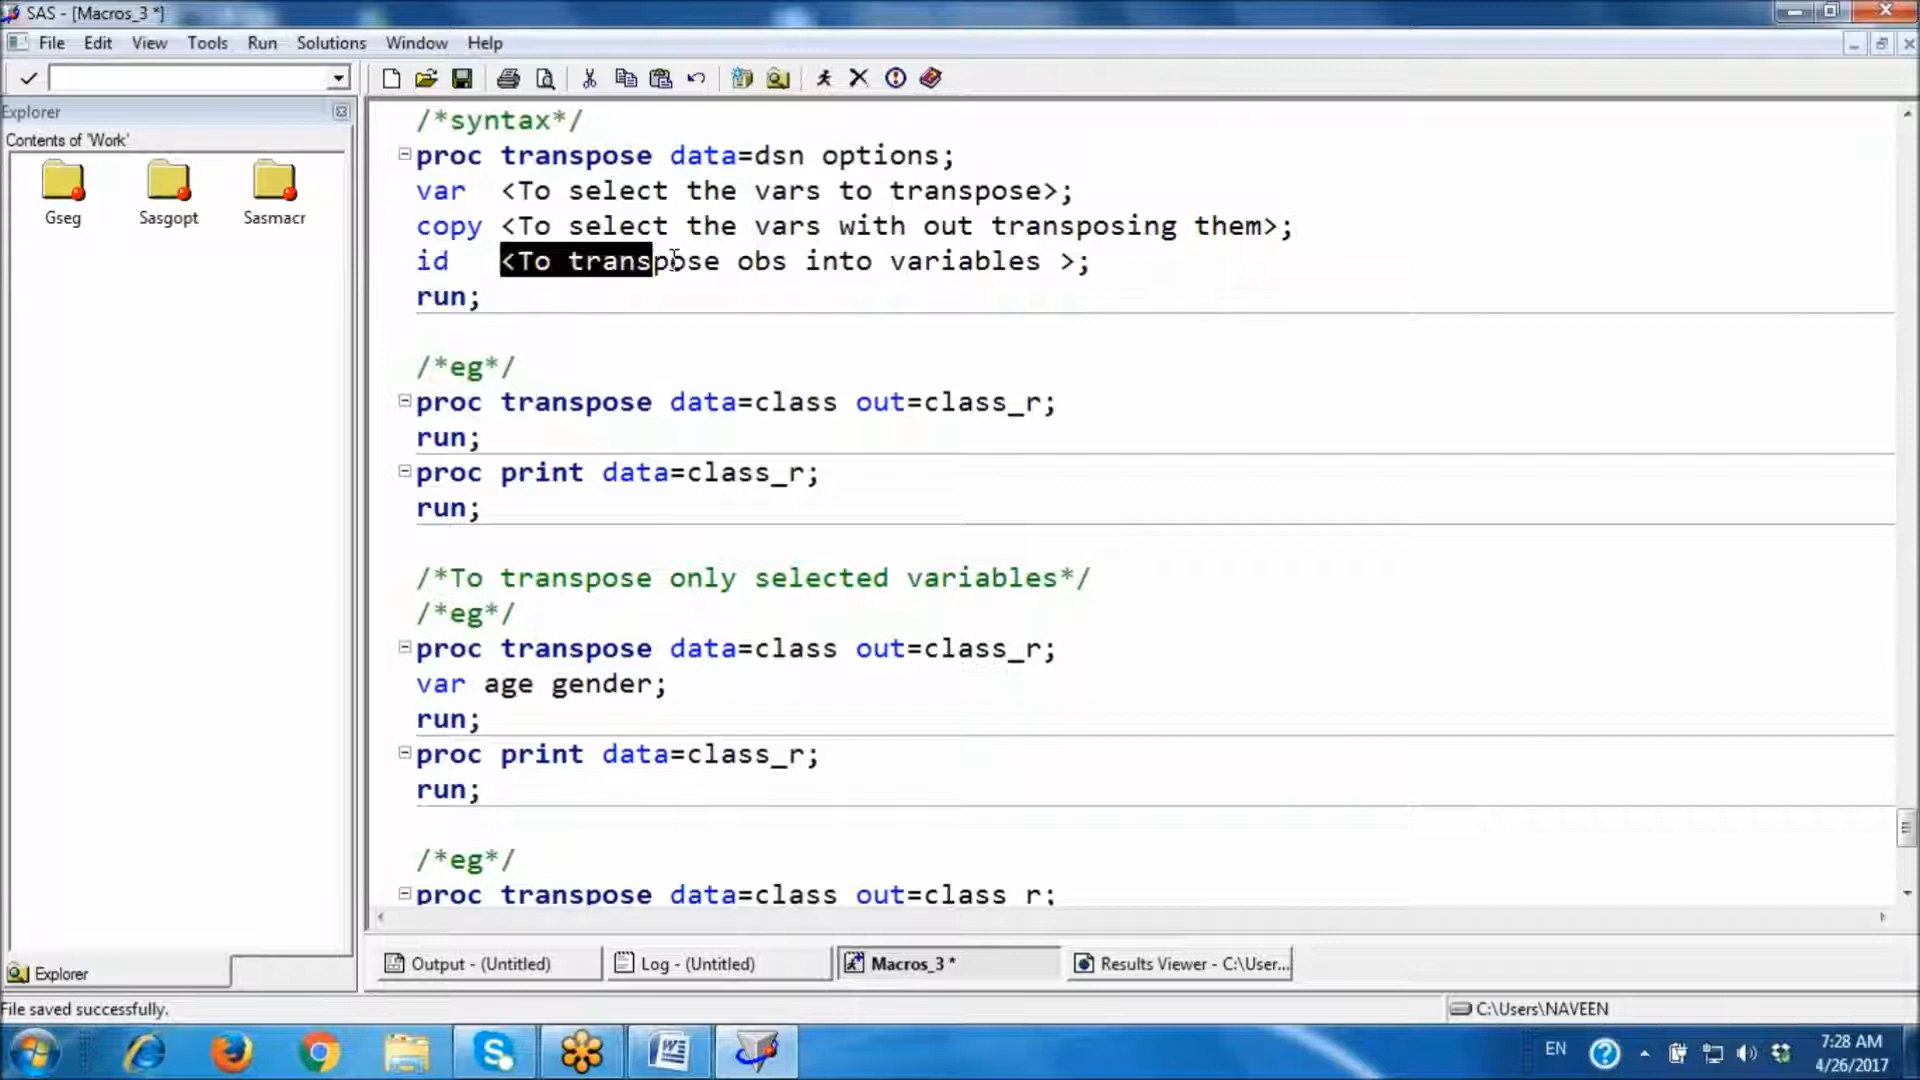 SAS - [Macros_3 *]
File Edit View Tools Run Solutions Window Help
Explorer
Contents of 'Work'
Gseg Sasgopt Sasmacr
/*syntax*/
proc transpose data=dsn options;
var <To select the vars to transpose>;
copy <To select the vars with out transposing them>;
id <To transpose obs into variables >;
run;
/*eg*/
proc transpose data=class out=class_r;
run;
proc print data=class_r;
run;
/*To transpose only selected variables*/
/*eg*/
proc transpose data=class out=class_r;
var age gender;
run;
proc print data=class_r;
run;
/*eg*/
proc transpose data=class out=class r;
Explorer
Output - (Untitled) Log - (Untitled) Macros_3 * Results Viewer - C:\User...
File saved successfully.
C:\Users\NAVEEN
EN
7:28 AM
4/26/2017